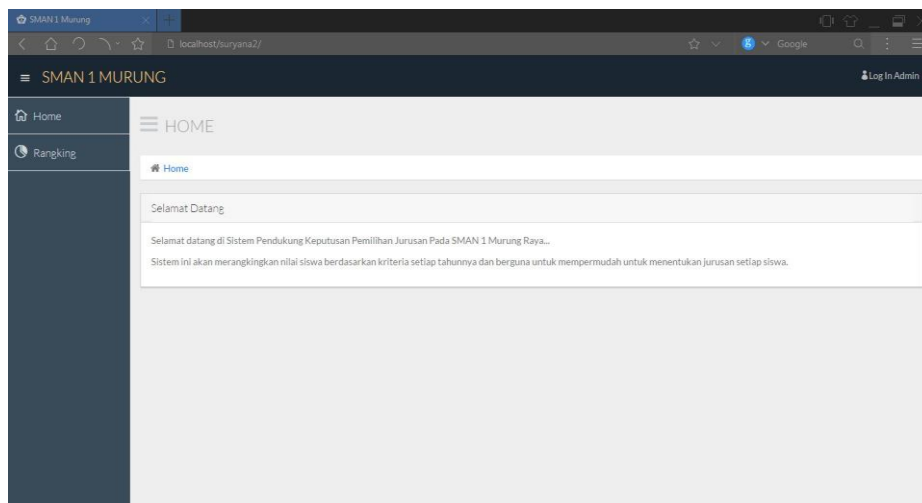 SMAN 1 Murung
localhost/suryana2/
Google
SMAN 1 MURUNG
Log In Admin
Home
Rangking
HOME
Home
Selamat Datang
Selamat datang di Sistem Pendukung Keputusan Pemilihan Jurusan Pada SMAN 1 Murung Raya...
Sistem ini akan merangkingkan nilai siswa berdasarkan kriteria setiap tahunnya dan berguna untuk mempermudah untuk menentukan jurusan setiap siswa.